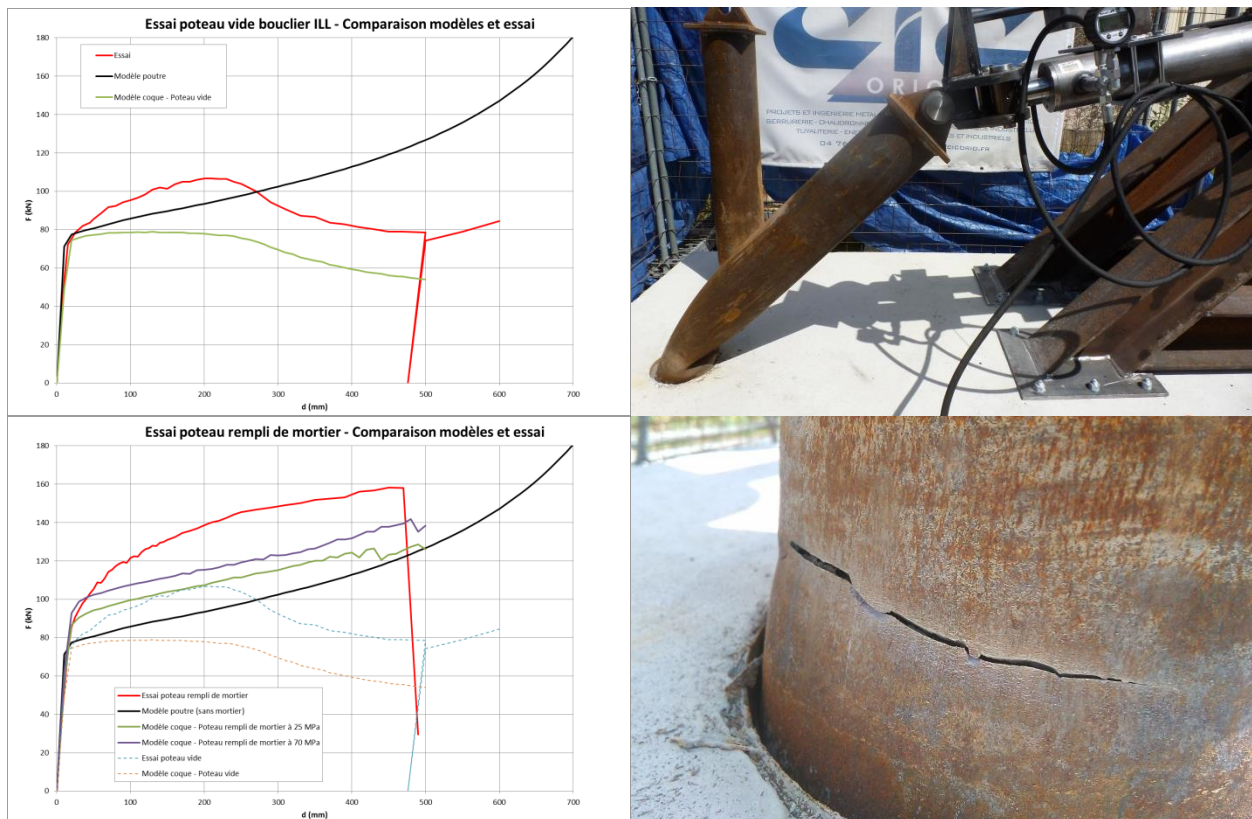 Essai poteau vide bouclier ILL - Comparaison modèles et essai
180
160
140
120
100
80
60
40
20
0
F (kN)
Essai
Modèle poutre
Modèle coque - Poteau vide
0 100 200 300 400 500 600 700
d (mm)
ORIO
PROJETS ET INGENIERIE
SERRURERIE - CHAUDRONN
TUYAUTERIE
ET INDUSTRIELS
04 76
Essai poteau rempli de mortier - Comparaison modèles et essai
180
160
140
120
100
80
60
40
20
0
F (kN)
Essai poteau rempli de mortier
Modèle poutre (sans mortier)
Modèle coque - Poteau rempli de mortier à 25 MPa
Modèle coque - Poteau rempli de mortier à 70 MPa
Essai poteau vide
Modèle coque - Poteau vide
0 100 200 300 400 500 600 700
d (mm)